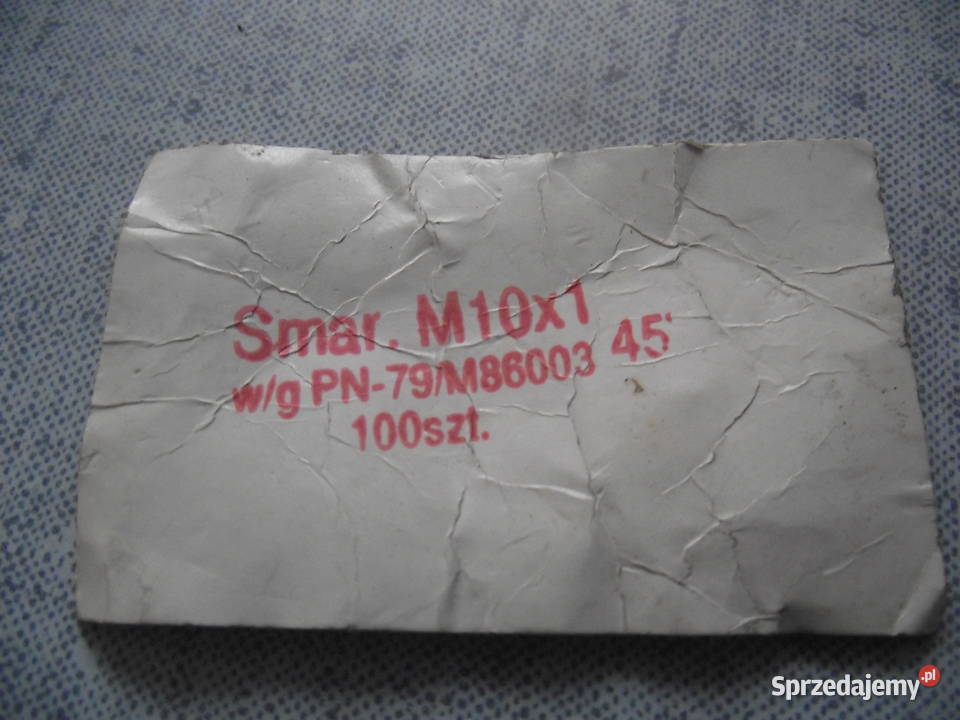 Smar. M10x1 45°
w/g PN-79/M86003
100szt.
Sprzedajemy.pl